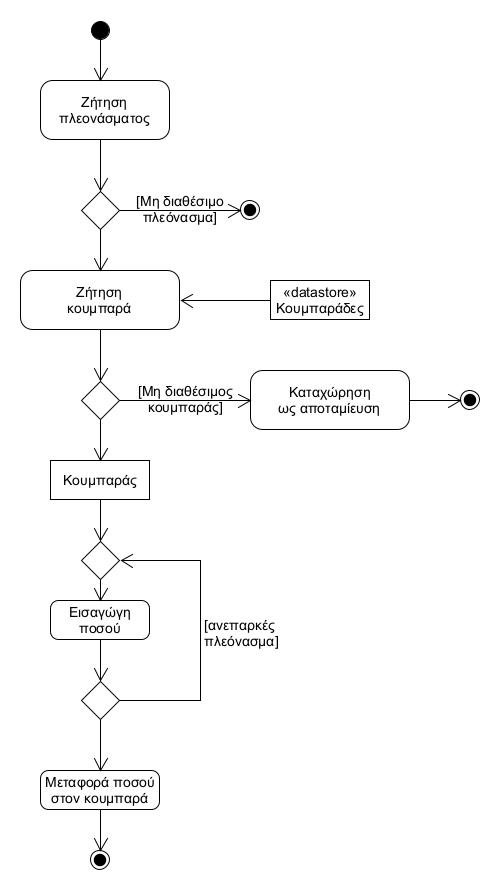 Ζήτηση
πλεονάσματος
[Μη διαθέσιμο
πλεόνασμα]
Ζήτηση
κουμπαρά
«datastore»
Κουμπαράδες
[Μη διαθέσιμος
κουμπαράς]
Καταχώρηση
ως αποταμίευση
Κουμπαράς
Εισαγώγη
ποσού
[ανεπαρκές
πλεόνασμα]
Μεταφορά ποσού
στον κουμπαρά